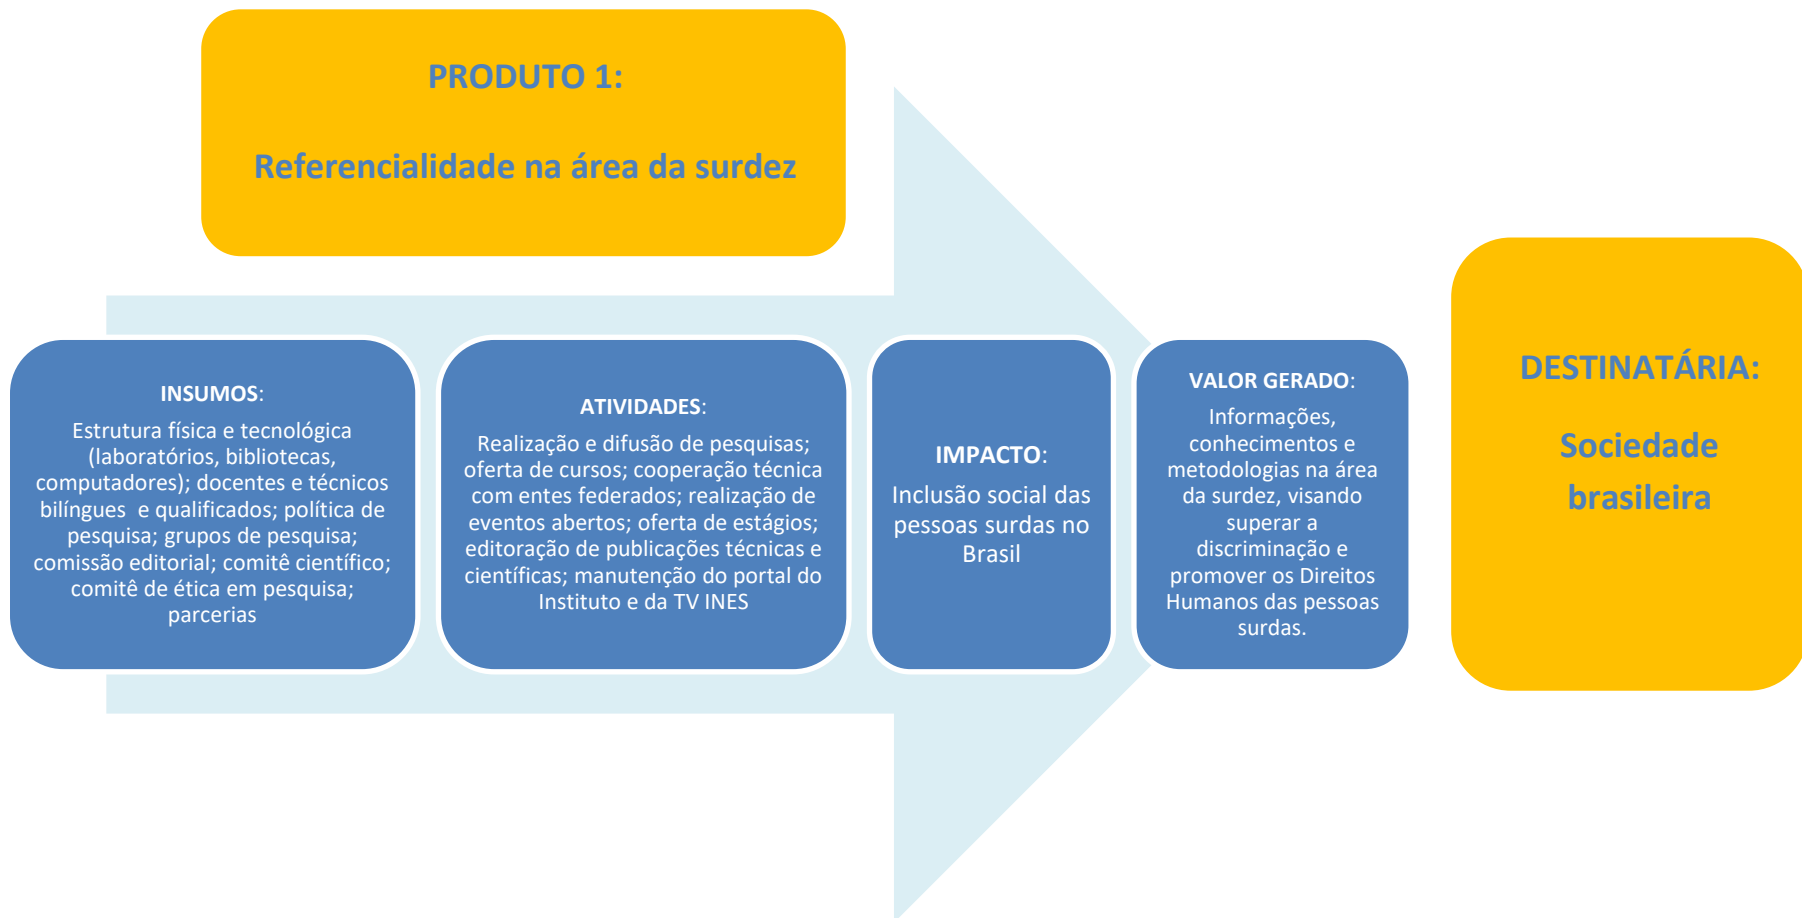 PRODUTO 1:
Referencialidade na área da surdez
INSUMOS:
Estrutura física e tecnológica
(laboratórios, bibliotecas,
computadores); docentes e técnicos
bilíngues e qualificados; política de
pesquisa; grupos de pesquisa;
comissão editorial; comitê científico;
comitê de ética em pesquisa;
parcerias
ATIVIDADES:
Realização e difusão de pesquisas;
oferta de cursos; cooperação técnica
com entes federados; realização de
eventos abertos; oferta de estágios;
editoração de publicações técnicas e
científicas; manutenção do portal do
Instituto e da TV INES
IMPACTO:
Inclusão social das
pessoas surdas no
Brasil
VALOR GERADO:
Informações,
conhecimentos e
metodologias na área
da surdez, visando
superar a
discriminação e
promover os Direitos
Humanos das pessoas
surdas.
DESTINATÁRIA:
Sociedade
brasileira